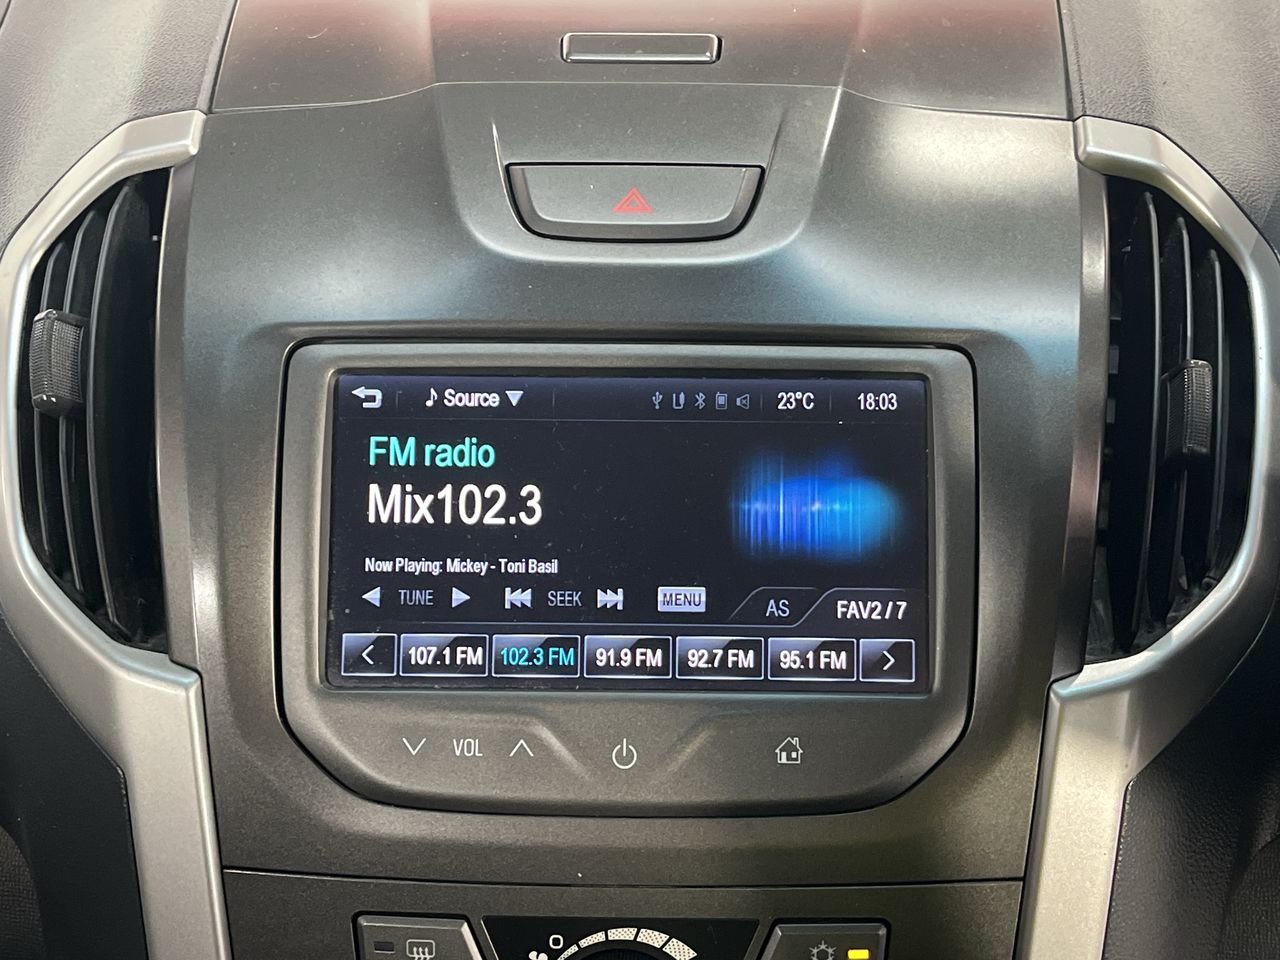 Source 23°C 18:03
FM radio
Mix102.3
Now Playing: Mickey - Toni Basil
TUNE SEEK MENU AS FAV2/7
107.1 FM 102.3 FM 91.9 FM 92.7 FM 95.1 FM
VOL
O